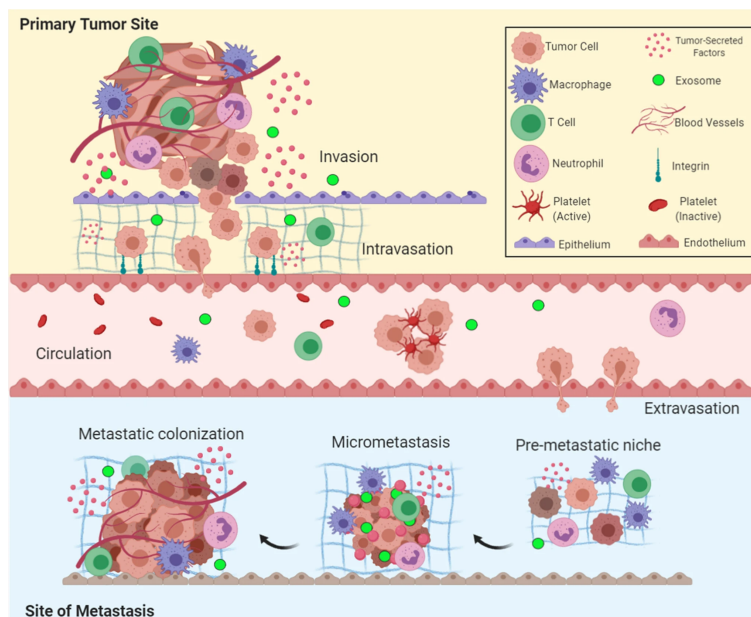 Primary Tumor Site
Tumor Cell
Tumor-Secreted
Factors
Macrophage
Exosome
T Cell
Blood Vessels
Neutrophil
Integrin
Platelet
(Active)
Platelet
(Inactive)
Epithelium
Endothelium
Invasion
Intravasation
Circulation
Extravasation
Metastatic colonization
Micrometastasis
Pre-metastatic niche
Site of Metastasis